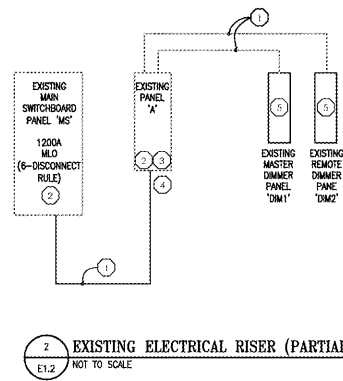 1
EXISTING
MAIN
SWITCHBOARD
PANEL 'MS'
1200A
MLO
(6-DISCONNECT
RULE)
2
EXISTING
PANEL
'A'
2 3
4
5
5
EXISTING
MASTER
DIMMER
PANEL
'DIM1'
EXISTING
REMOTE
DIMMER
PANE
'DIM2'
1
2
E1.2
EXISTING ELECTRICAL RISER (PARTIAL
NOT TO SCALE